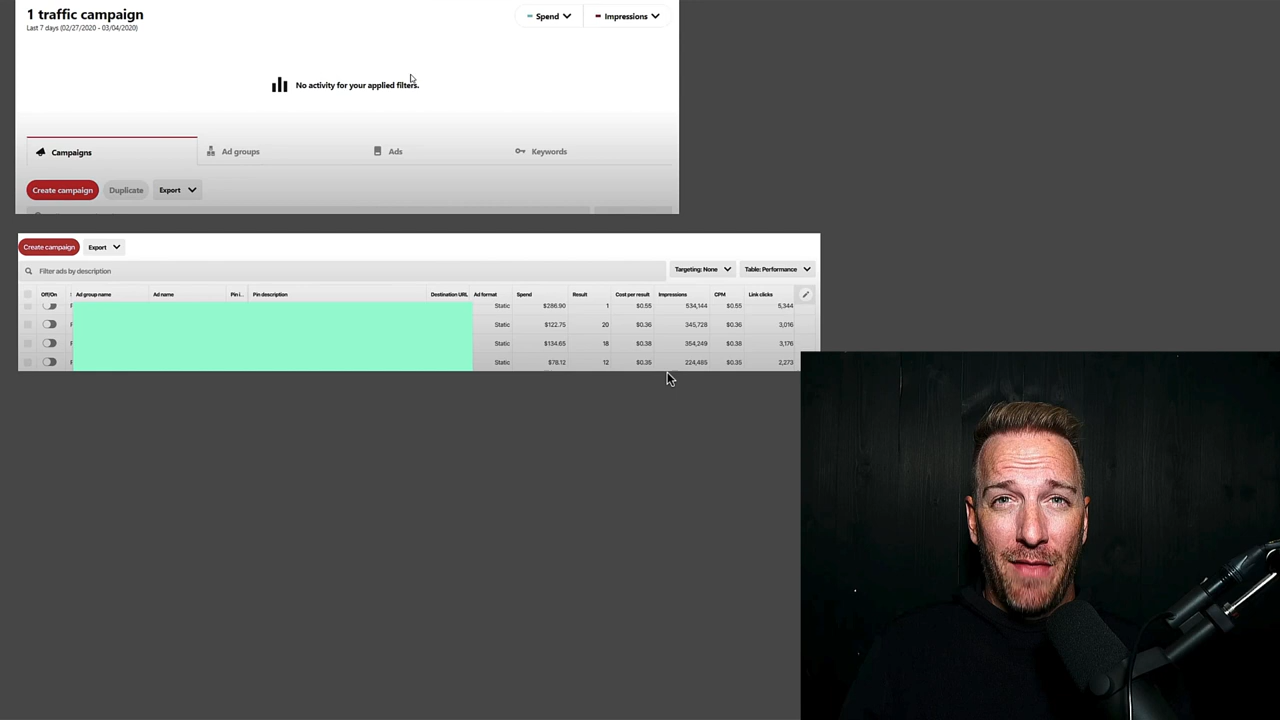 1 traffic campaign
Spend
Impressions
Last 7 days (02/27/2020 - 03/04/2020)
No activity for your applied filters.
Campaigns
Ad groups
Ads
Keywords
Create campaign
Duplicate
Export
Create campaign
Export
Filter ads by description
Targeting: None
Table: Performance
Off/On Ad group name Ad name Pin i... Pin description Destination URL Ad format Spend Result Cost per result Impressions CPM Link clicks
Static $286.90 1 $0.55 534,144 $0.55 5,344
Static $122.75 20 $0.36 345,728 $0.36 3,016
Static $134.65 18 $0.38 354,249 $0.38 3,176
Static $78.12 12 $0.35 224,485 $0.35 2,273